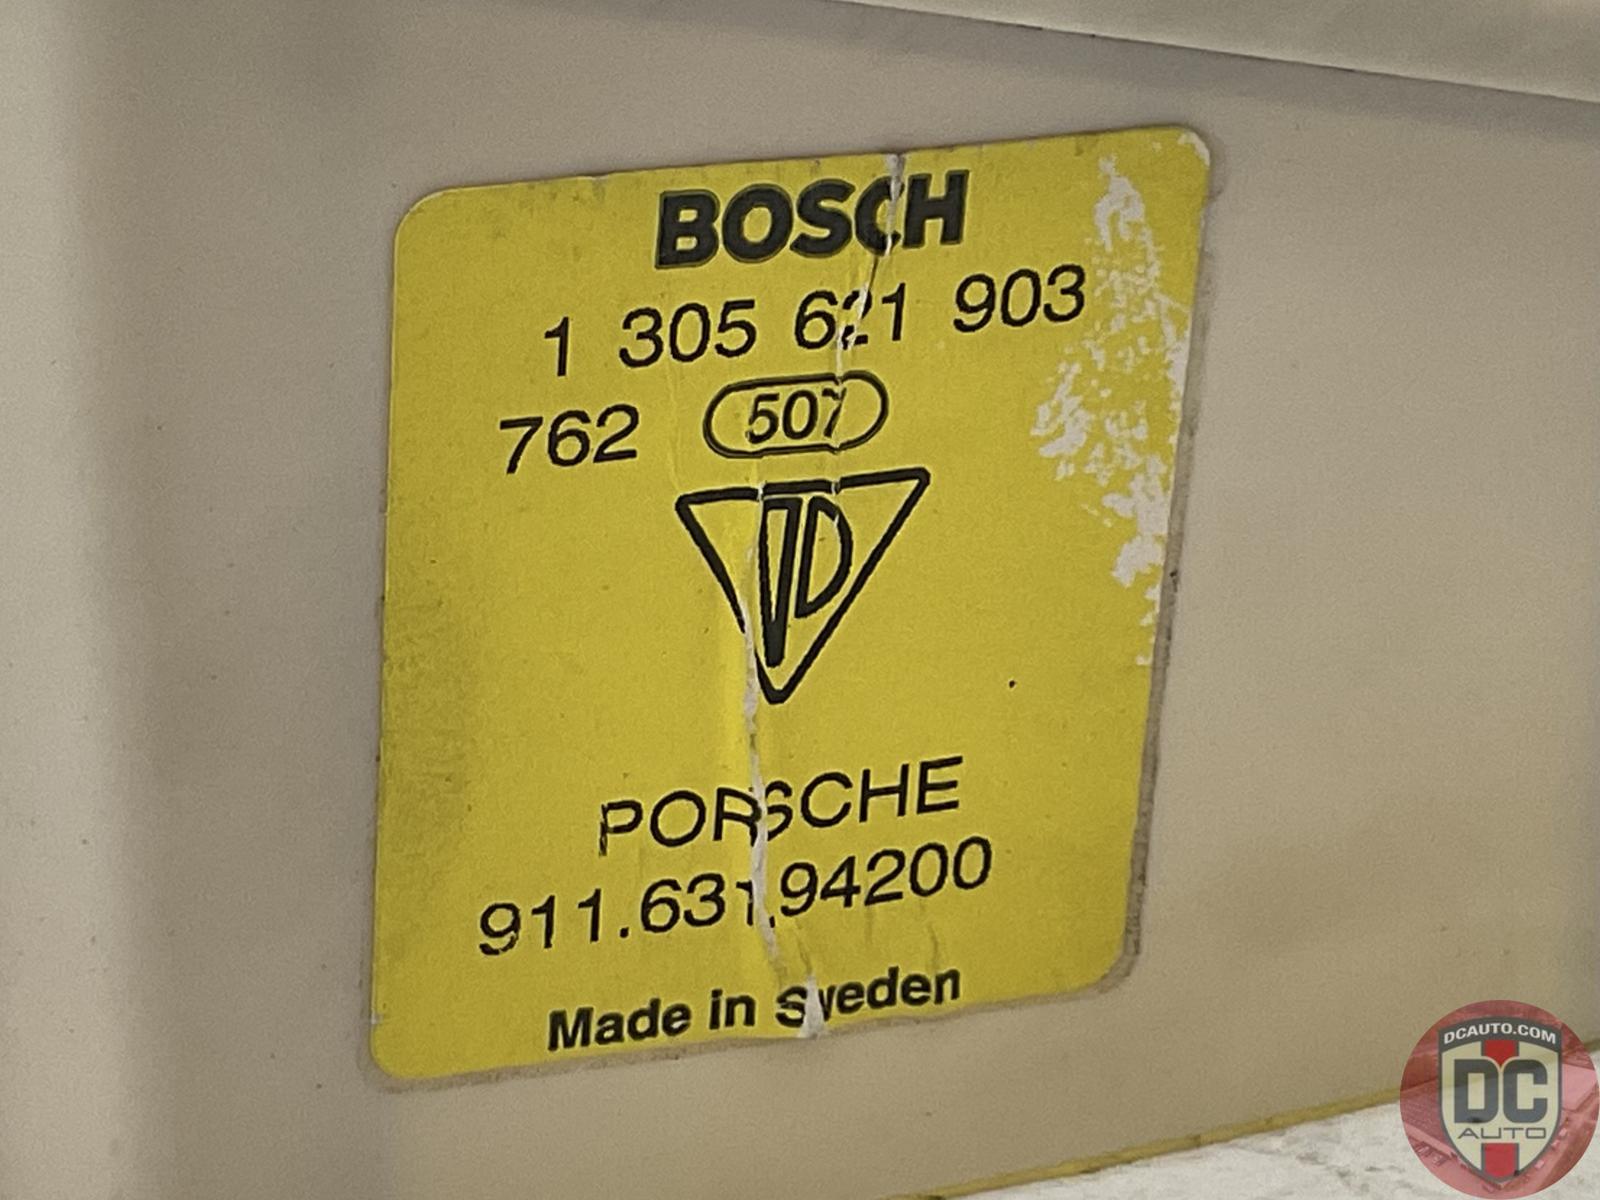 BOSCH
1 305 621 903
762 507
PORSCHE
911.631.94200
Made in Sweden
DCAUTO.COM
DC
AUTO